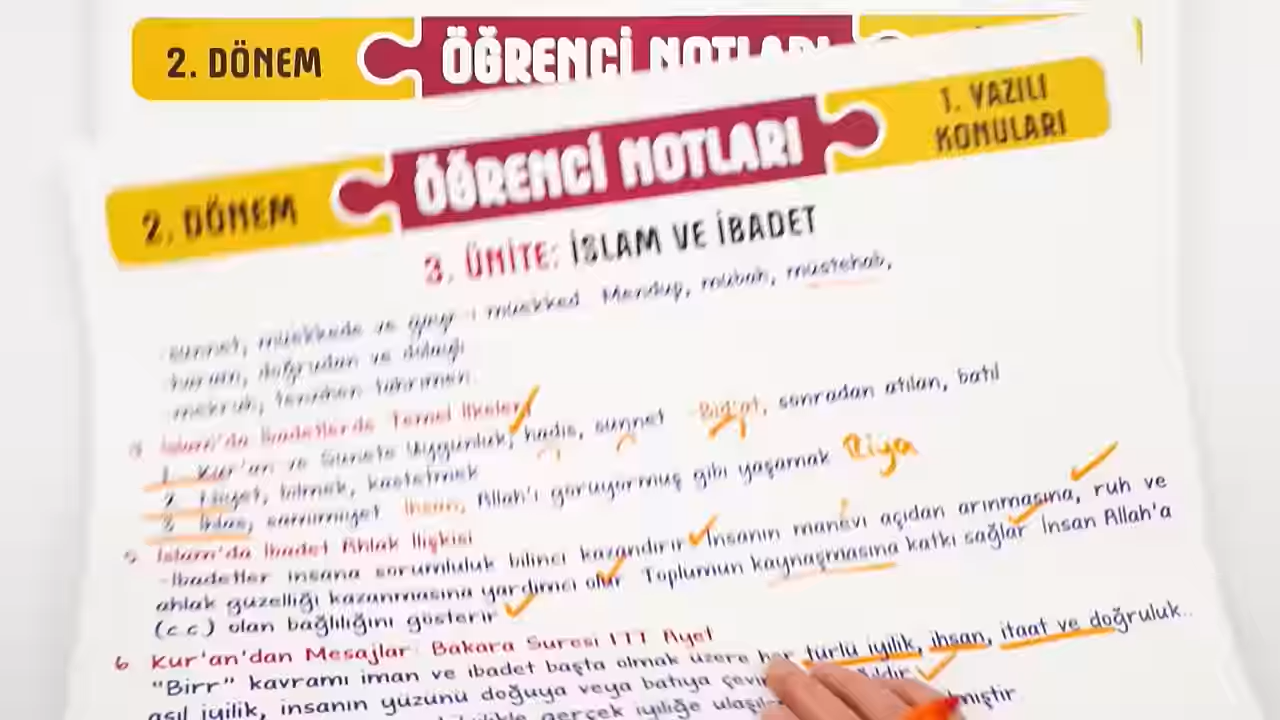 2. DÖNEM
ÖĞRENCİ NOTLARI
2. DÖNEM
ÖĞRENCİ NOTLARI
1. YAZILI
KONULARI
3. ÜNİTE: İSLAM VE İBADET
sünnet, müekkede ve gayr-i müekked Mendup, mübah, müstehab,
haram, doğrudan ve dolaylı
mekruh, tenzihen tahrimen
İslam'da İbadetlerde Temel İlkeler
1. Kur'an ve Sünete Uygunluk, hadis, sünnet -Bid'at, sonradan atılan, batıl
2. Niyet, bilmek, kastetmek
3. İhlas, samimiyet İhsan, Allah'ı görüyormuş gibi yaşamak Riya
5 İslam'da İbadet Ahlak İlişkisi
-İbadetler insana sorumluluk bilinci kazandırır İnsanın manevi açıdan arınmasına, ruh ve
ahlak güzelliği kazanmasına yardımcı olur Toplumun kaynaşmasına katkı sağlar İnsan Allah'a
(c.c.) olan bağlılığını gösterir
6 Kur'an'dan Mesajlar: Bakara Suresi 177 Ayet
"Birr" kavramı iman ve ibadet başta olmak üzere her türlü iyilik, ihsan, itaat ve doğruluk..
asıl iyilik, insanın yüzünü doğuya veya batıya
gerçek iyiliğe